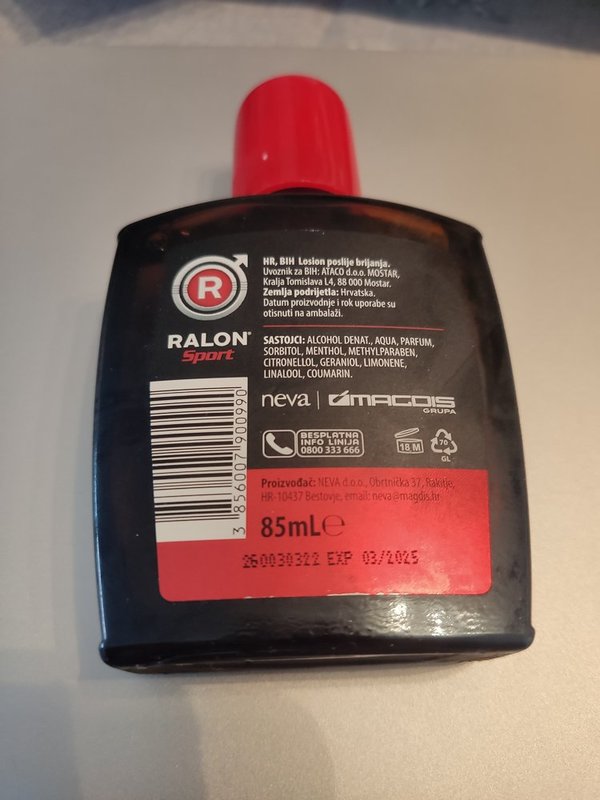 R
RALON®
Sport
HR, BIH Losion poslije brijanja.
Uvoznik za BIH: ATACO d.o.o. MOSTAR,
Kralja Tomislava L4, 88 000 Mostar.
Zemlja podrijetla: Hrvatska.
Datum proizvodnje i rok uporabe su
otisnuti na ambalaži.
SASTOJCI: ALCOHOL DENAT., AQUA, PARFUM,
SORBITOL, MENTHOL, METHYLPARABEN,
CITRONELLOL, GERANIOL, LIMONENE,
LINALOOL, COUMARIN.
neva | MAGDIS
GRUPA
BESPLATNA
INFO LINIJA
0800 333 666
18 M
70
GL
3 856007 900990
Proizvođač: NEVA d.o.o., Obrtnička 37, Rakitje,
HR-10437 Bestovje, email: neva@magdis.hr
85mL℮
260030322 EXP 03/2025